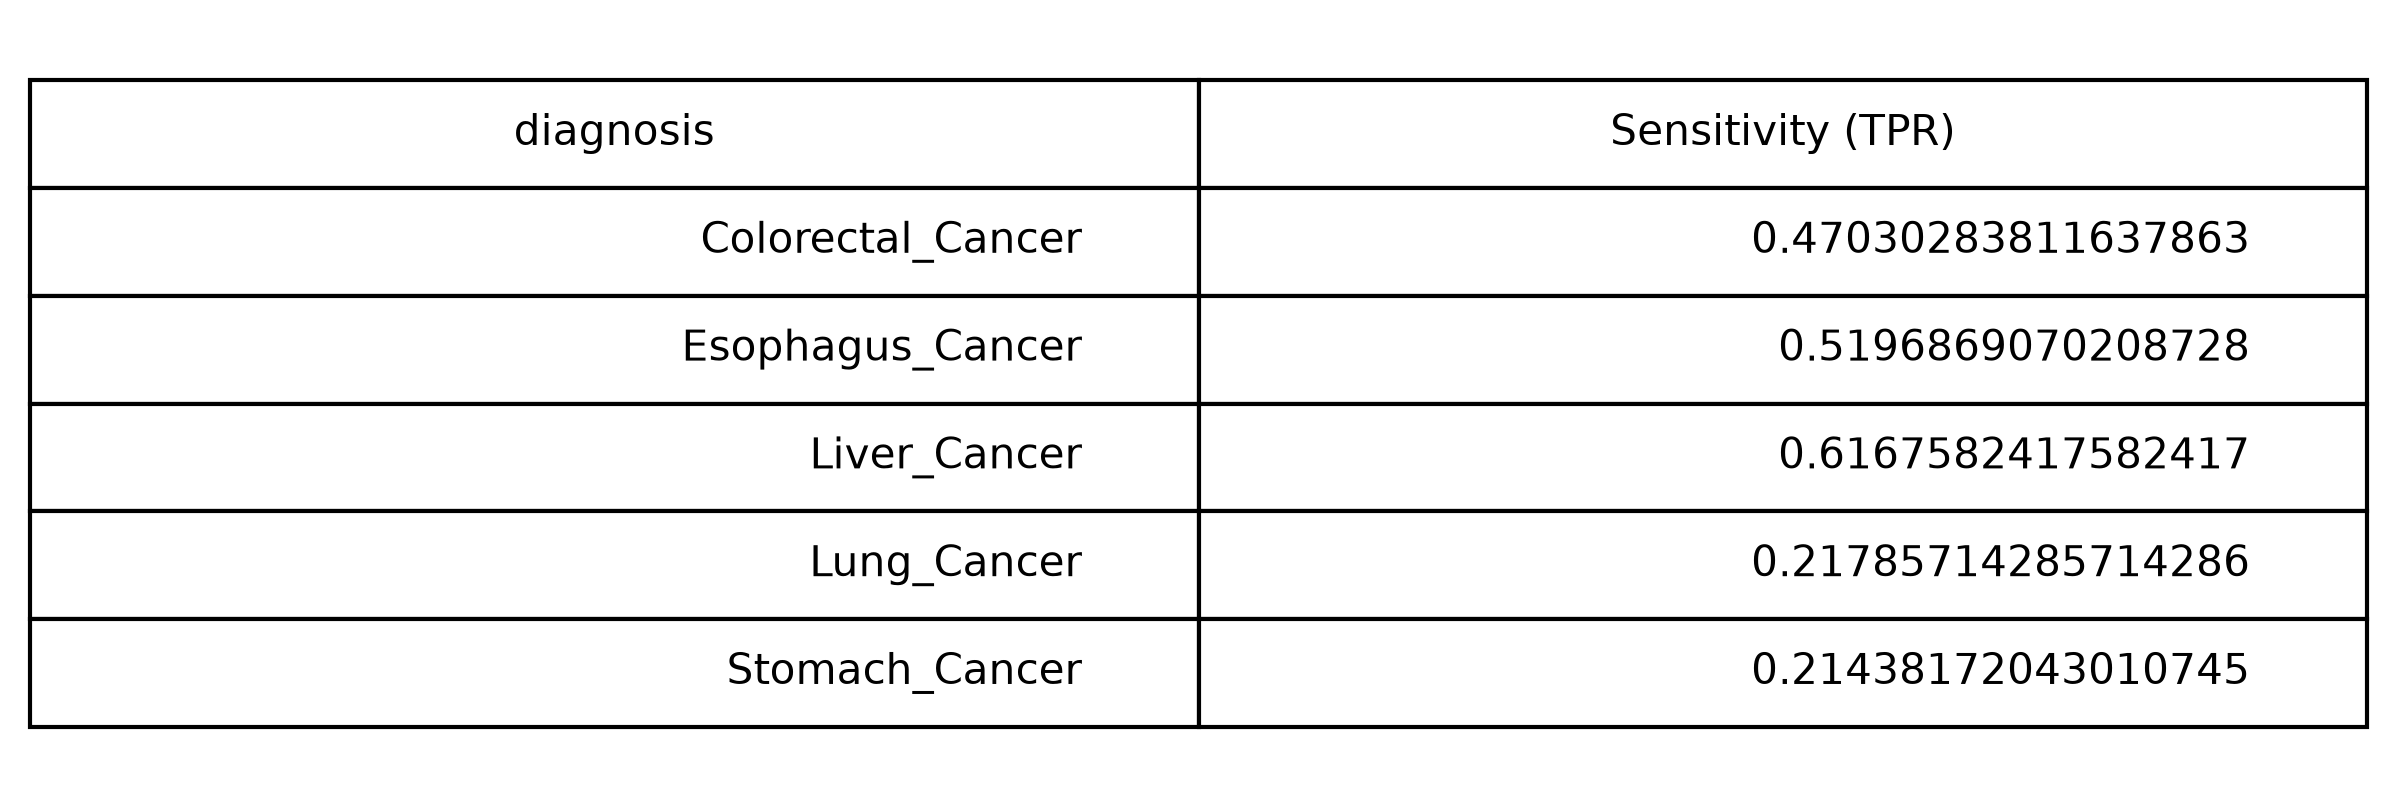 diagnosis Sensitivity (TPR)
Colorectal_Cancer 0.47030283811637863
Esophagus_Cancer 0.5196869070208728
Liver_Cancer 0.6167582417582417
Lung_Cancer 0.21785714285714286
Stomach_Cancer 0.21438172043010745